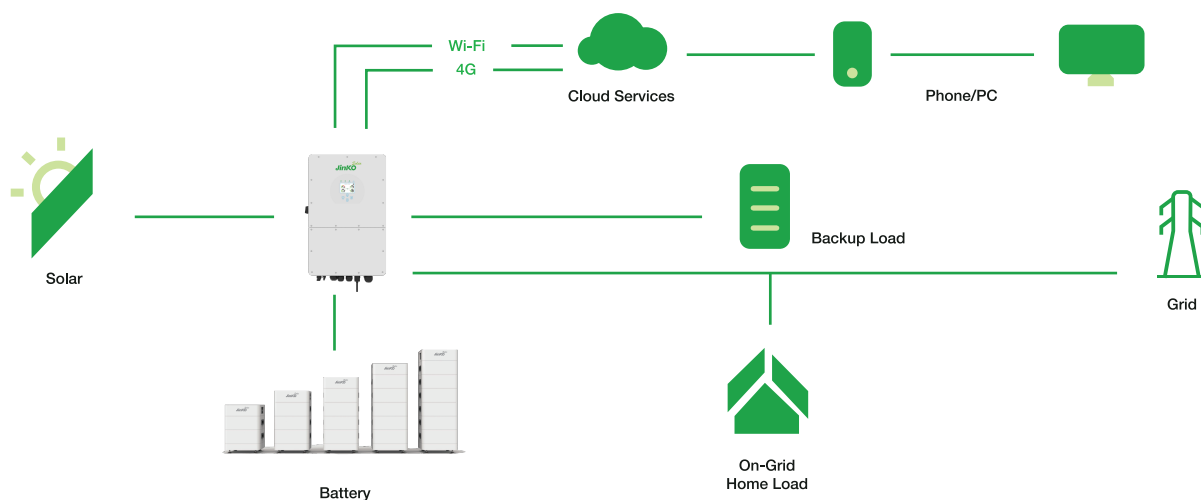 Wi-Fi
4G
Cloud Services
Phone/PC
JinKO
Solar
Backup Load
Grid
On-Grid
Home Load
Battery